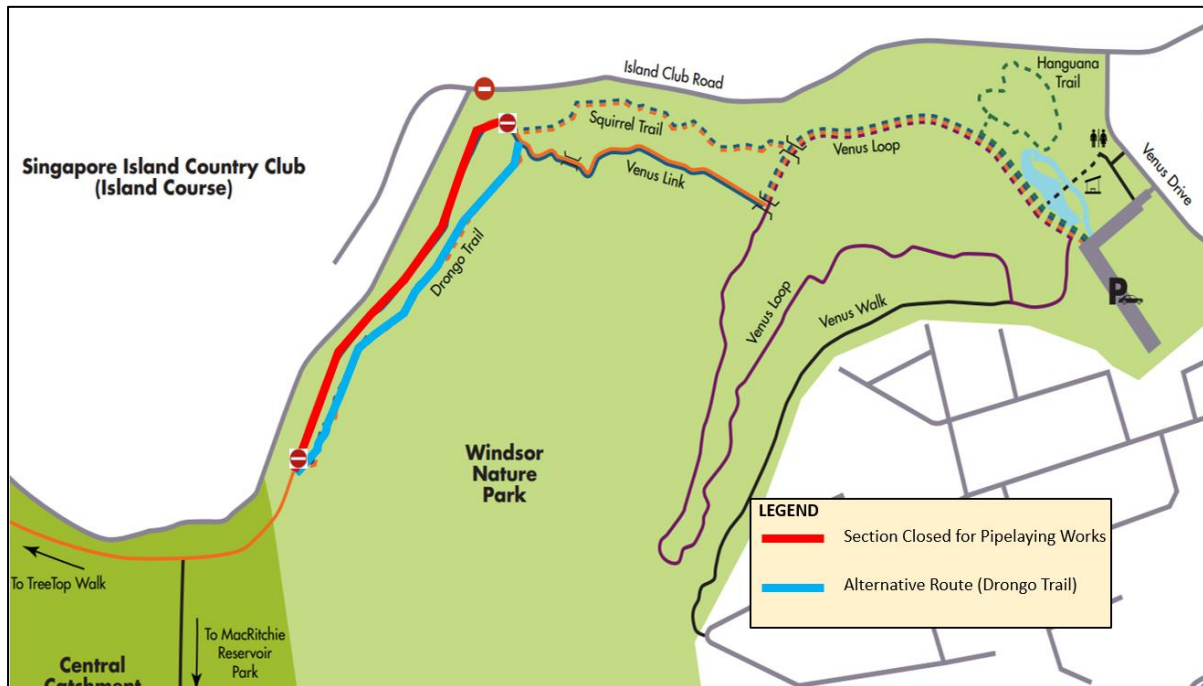 Island Club Road
Hanguana
Trail
Squirrel Trail
Singapore Island Country Club
(Island Course)
Venus Loop
Venus Link
Venus Drive
Drongo Trail
P
Venus Loop
Venus Walk
Windsor
Nature
Park
LEGEND
Section Closed for Pipelaying Works
Alternative Route (Drongo Trail)
To TreeTop Walk
To MacRitchie
Reservoir
Park
Central
Catchment